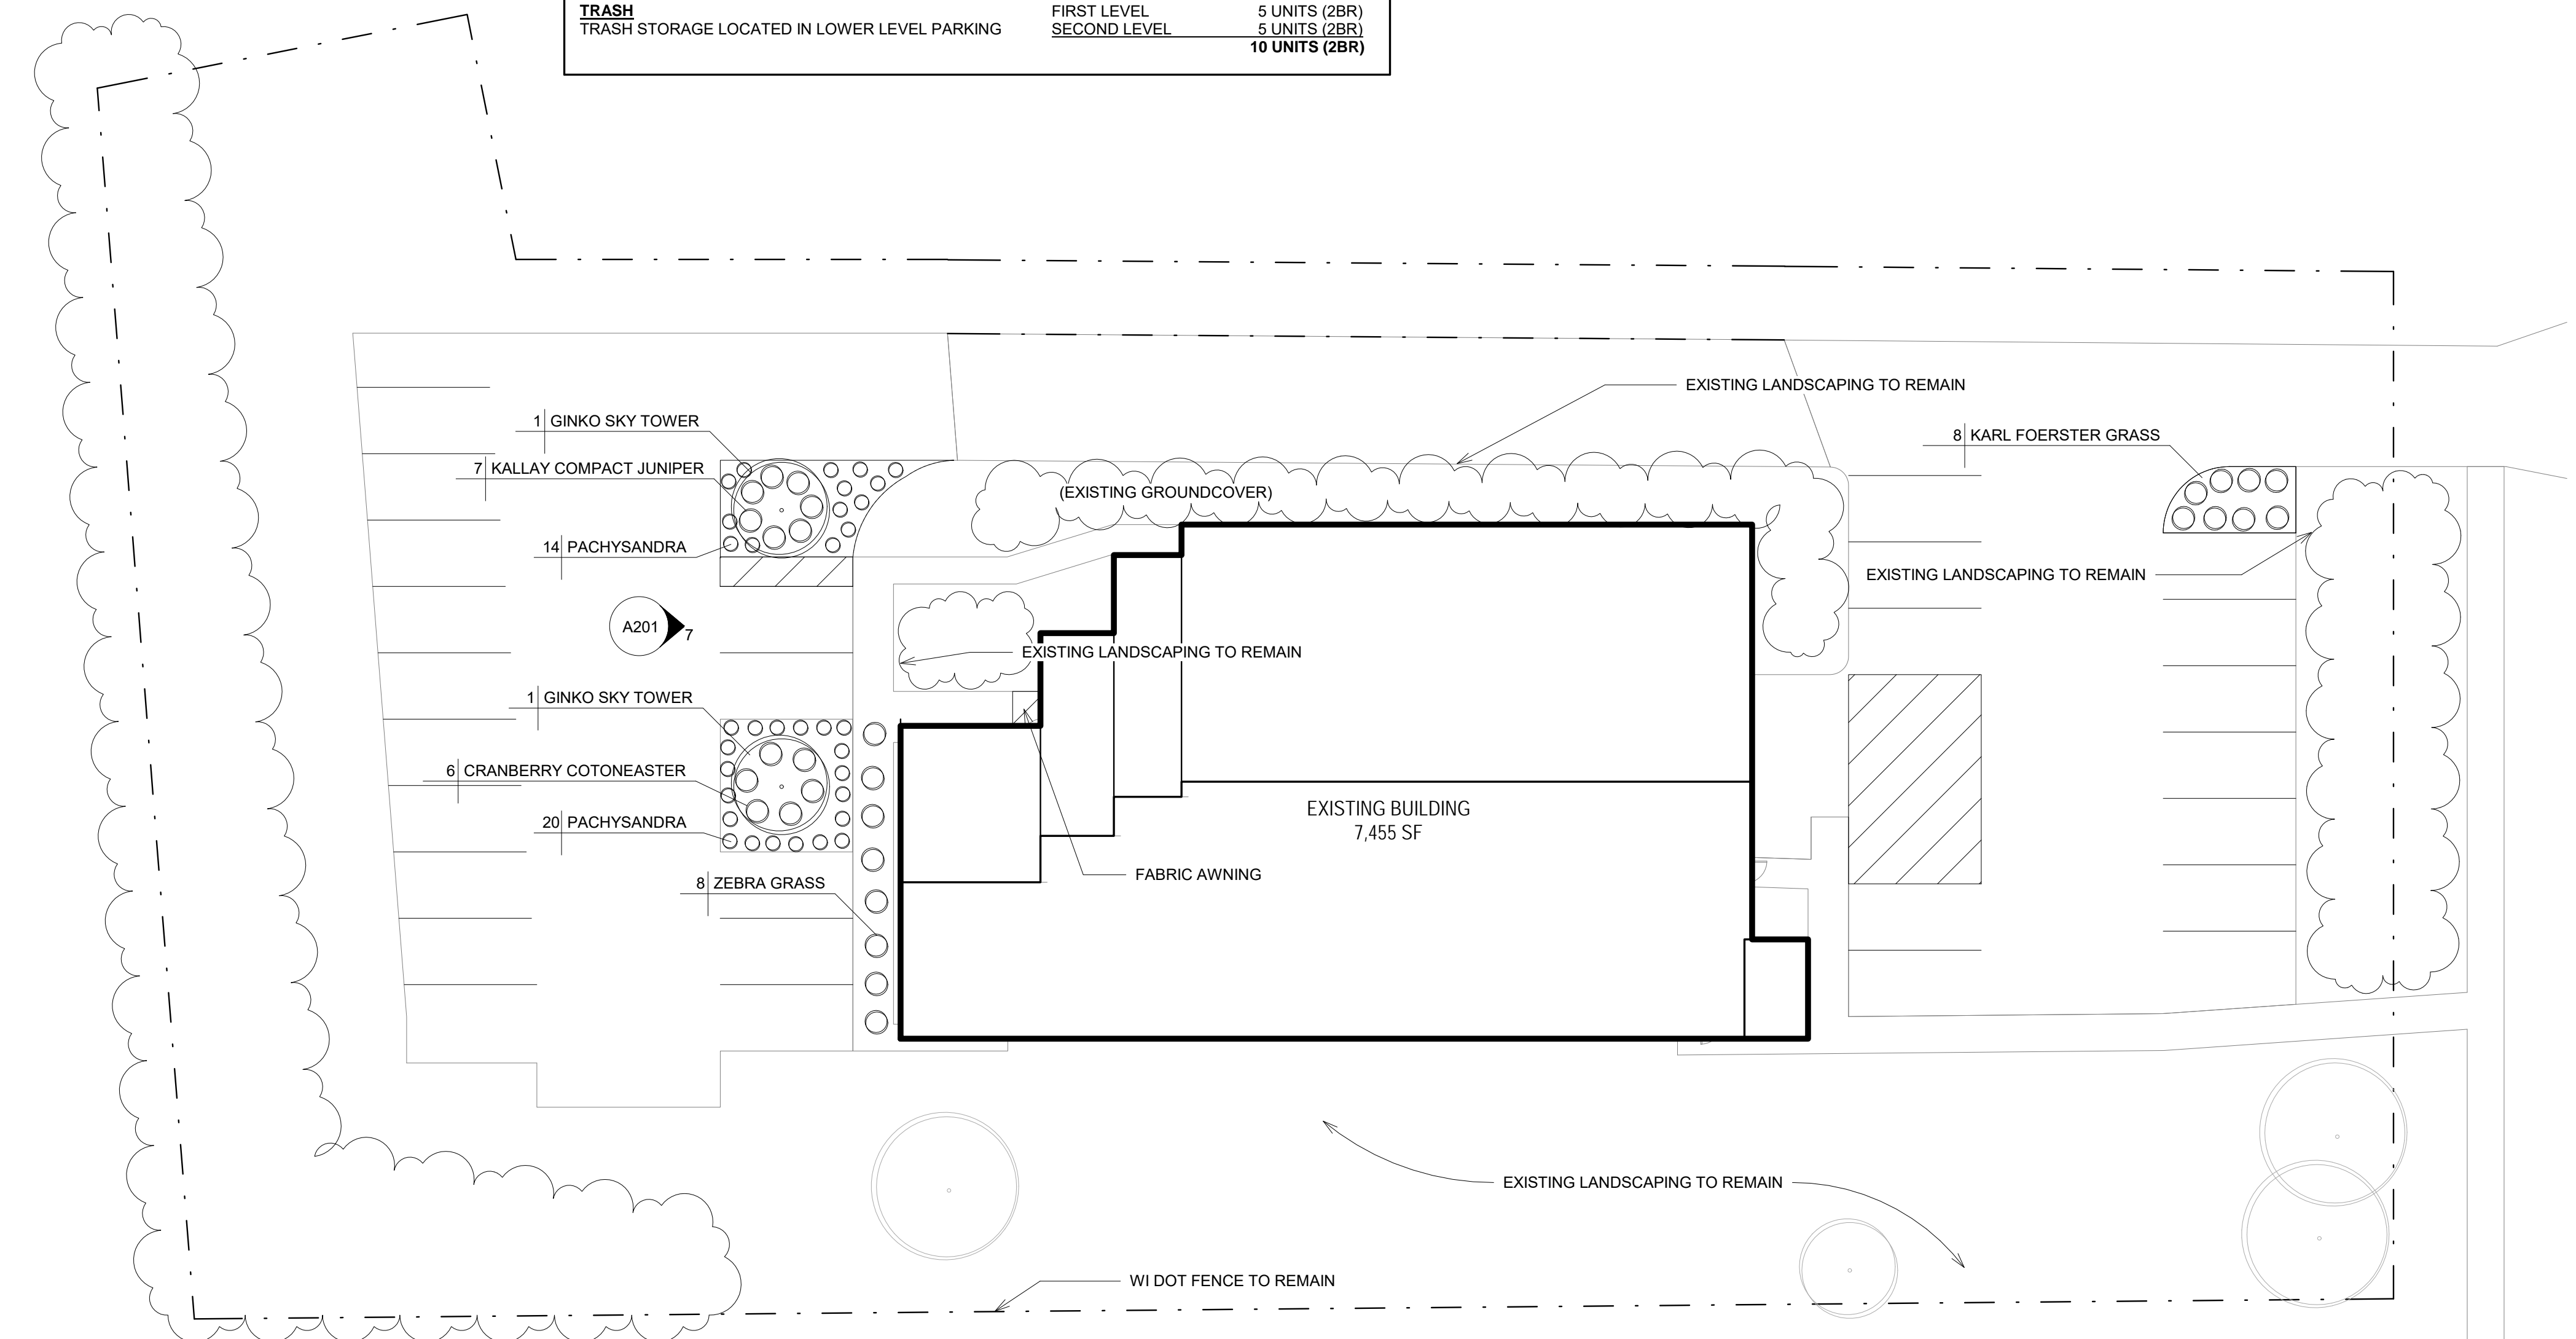 TRASH
TRASH STORAGE LOCATED IN LOWER LEVEL PARKING
FIRST LEVEL 5 UNITS (2BR)
SECOND LEVEL 5 UNITS (2BR)
10 UNITS (2BR)
EXISTING LANDSCAPING TO REMAIN
1 GINKO SKY TOWER
8 KARL FOERSTER GRASS
7 KALLAY COMPACT JUNIPER
(EXISTING GROUNDCOVER)
14 PACHYSANDRA
EXISTING LANDSCAPING TO REMAIN
A201 7
EXISTING LANDSCAPING TO REMAIN
1 GINKO SKY TOWER
6 CRANBERRY COTONEASTER
EXISTING BUILDING
7,455 SF
20 PACHYSANDRA
FABRIC AWNING
8 ZEBRA GRASS
EXISTING LANDSCAPING TO REMAIN
WI DOT FENCE TO REMAIN